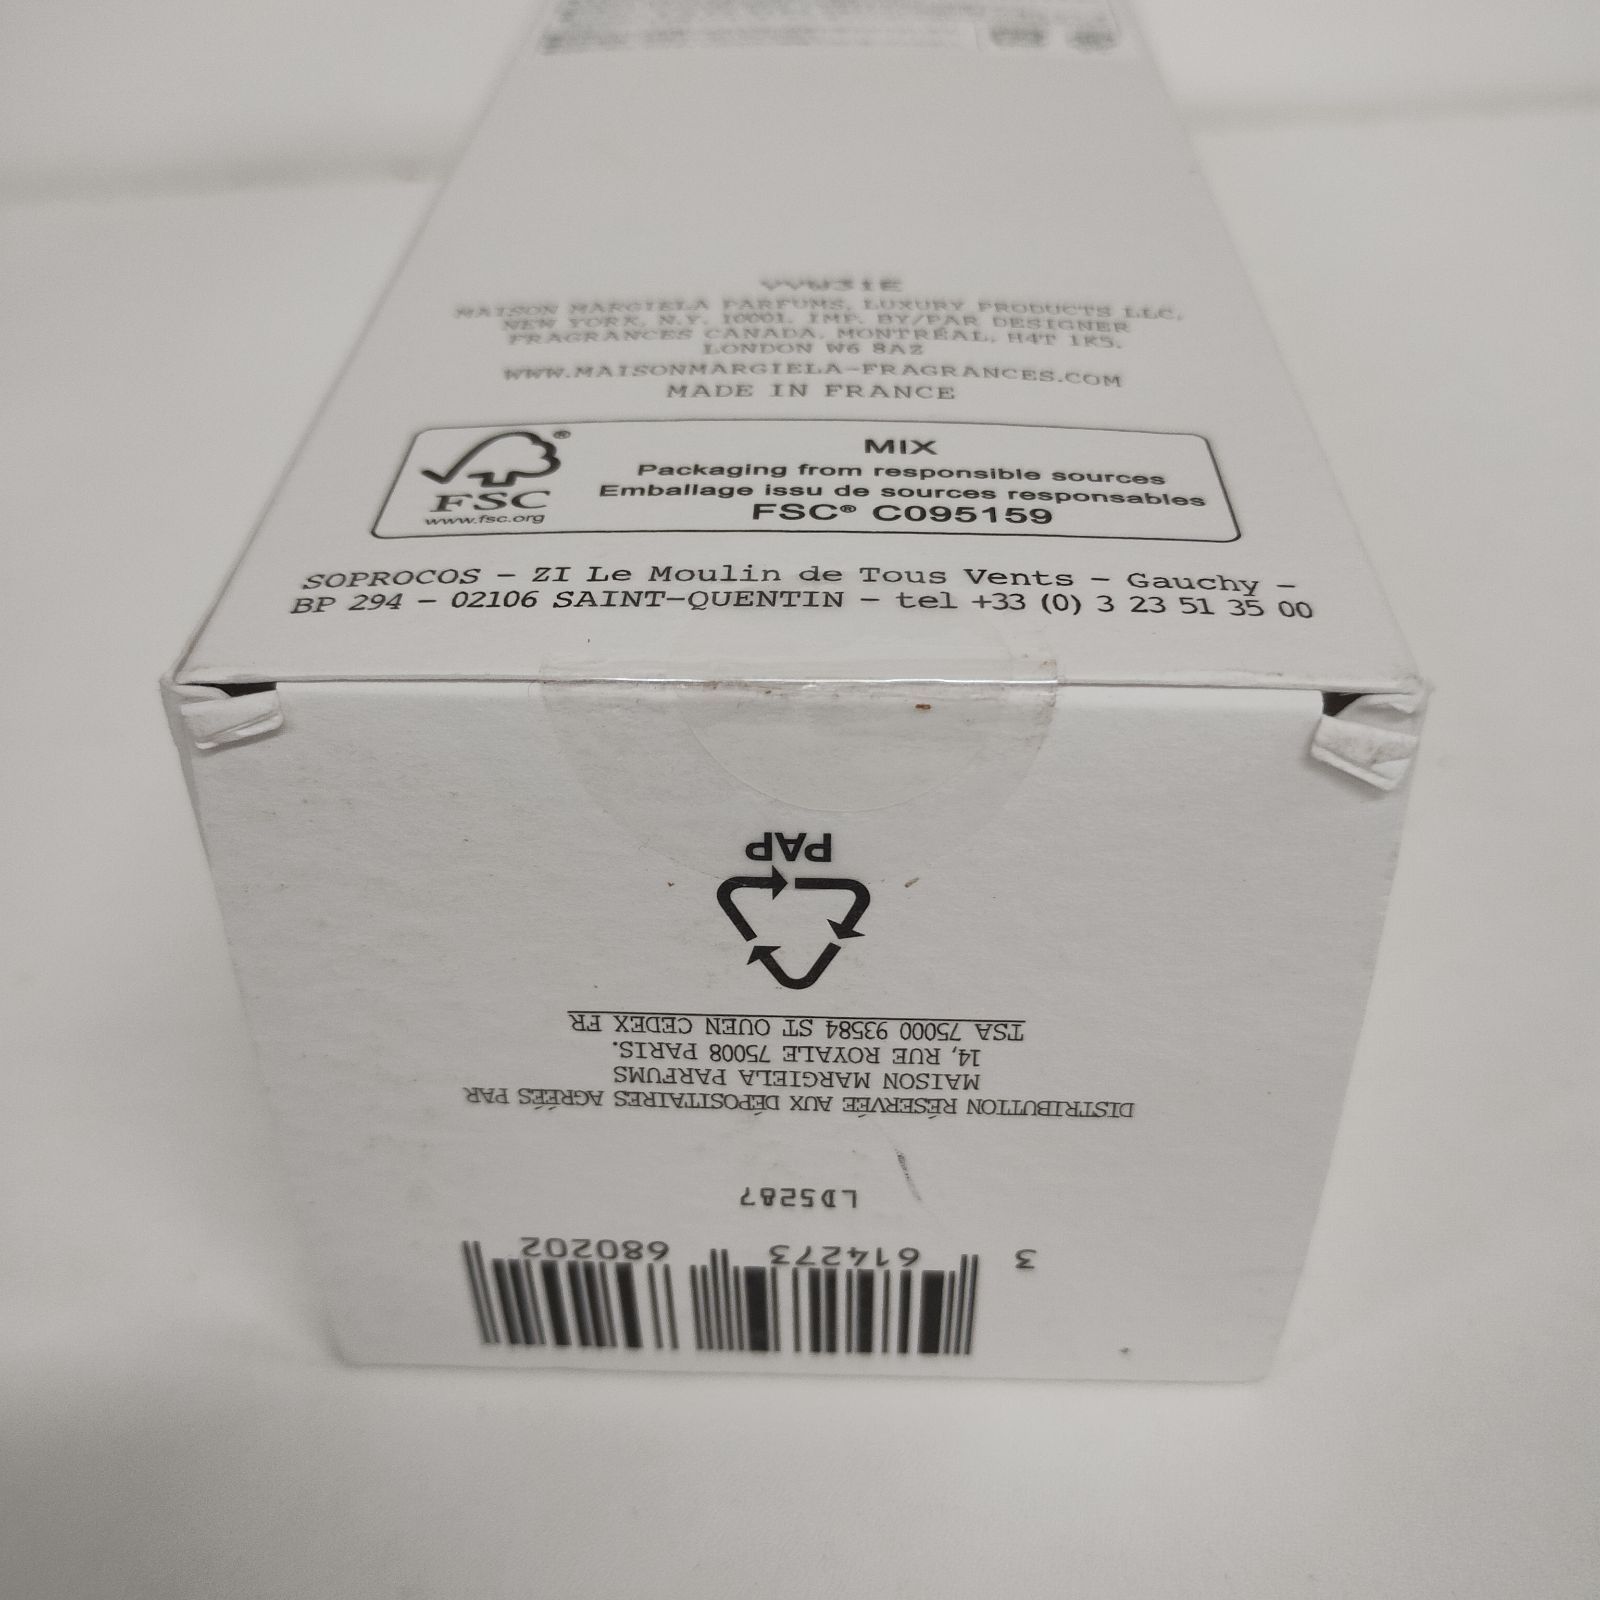 MAISON MARGIELA PARFUMS, LUXURY PRODUCTS LLC,
NEW YORK, N.Y. 10001. IMP. BY/PAR DESIGNER
FRAGRANCES CANADA, MONTRÉAL, H4T 1K5.
LONDON W6 8AZ
WWW.MAISONMARGIELA-FRAGRANCES.COM
MADE IN FRANCE
FSC®
www.fsc.org
MIX
Packaging from responsible sources
Emballage issu de sources responsables
FSC® C095159
SOPROCOS - ZI Le Moulin de Tous Vents - Gauchy -
BP 294 - 02106 SAINT-QUENTIN - tel +33 (0) 3 23 51 35 00
3 614273 680202
LD5287
DISTRIBUTION RÉSERVÉE AUX DÉPOSITAIRES AGRÉÉS PAR
MAISON MARGIELA PARFUMS
14, RUE ROYALE 75008 PARIS.
TSA 75000 93584 ST OUEN CEDEX FR
PAP